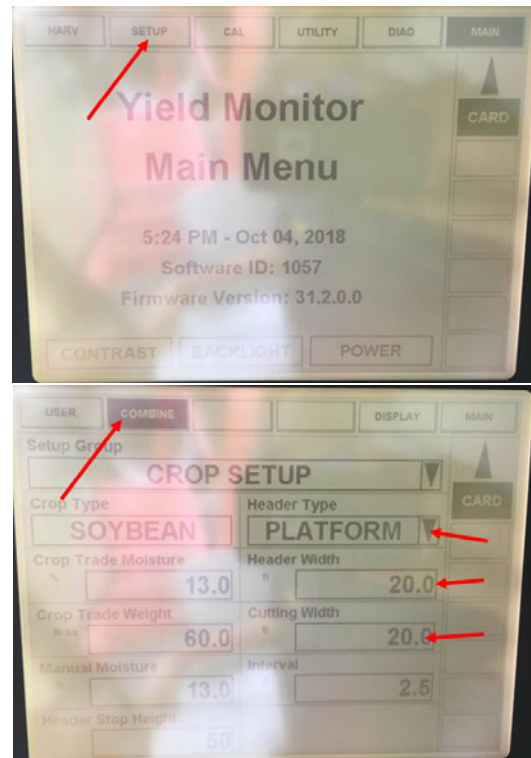 HARV SETUP CAL UTILITY DIAG MAIN
CARD
Yield Monitor
Main Menu
5:24 PM - Oct 04, 2018
Software ID: 1057
Firmware Version: 31.2.0.0
CONTRAST BACKLIGHT POWER
USER COMBINE DISPLAY MAIN
Setup Group
CROP SETUP
CARD
Crop Type Header Type
SOYBEAN PLATFORM
Crop Trade Moisture Header Width
% 13.0 ft 20.0
Crop Trade Weight Cutting Width
60.0 ft 20.0
Manual Moisture Interval
% 13.0 2.5
Header Stop Height
50